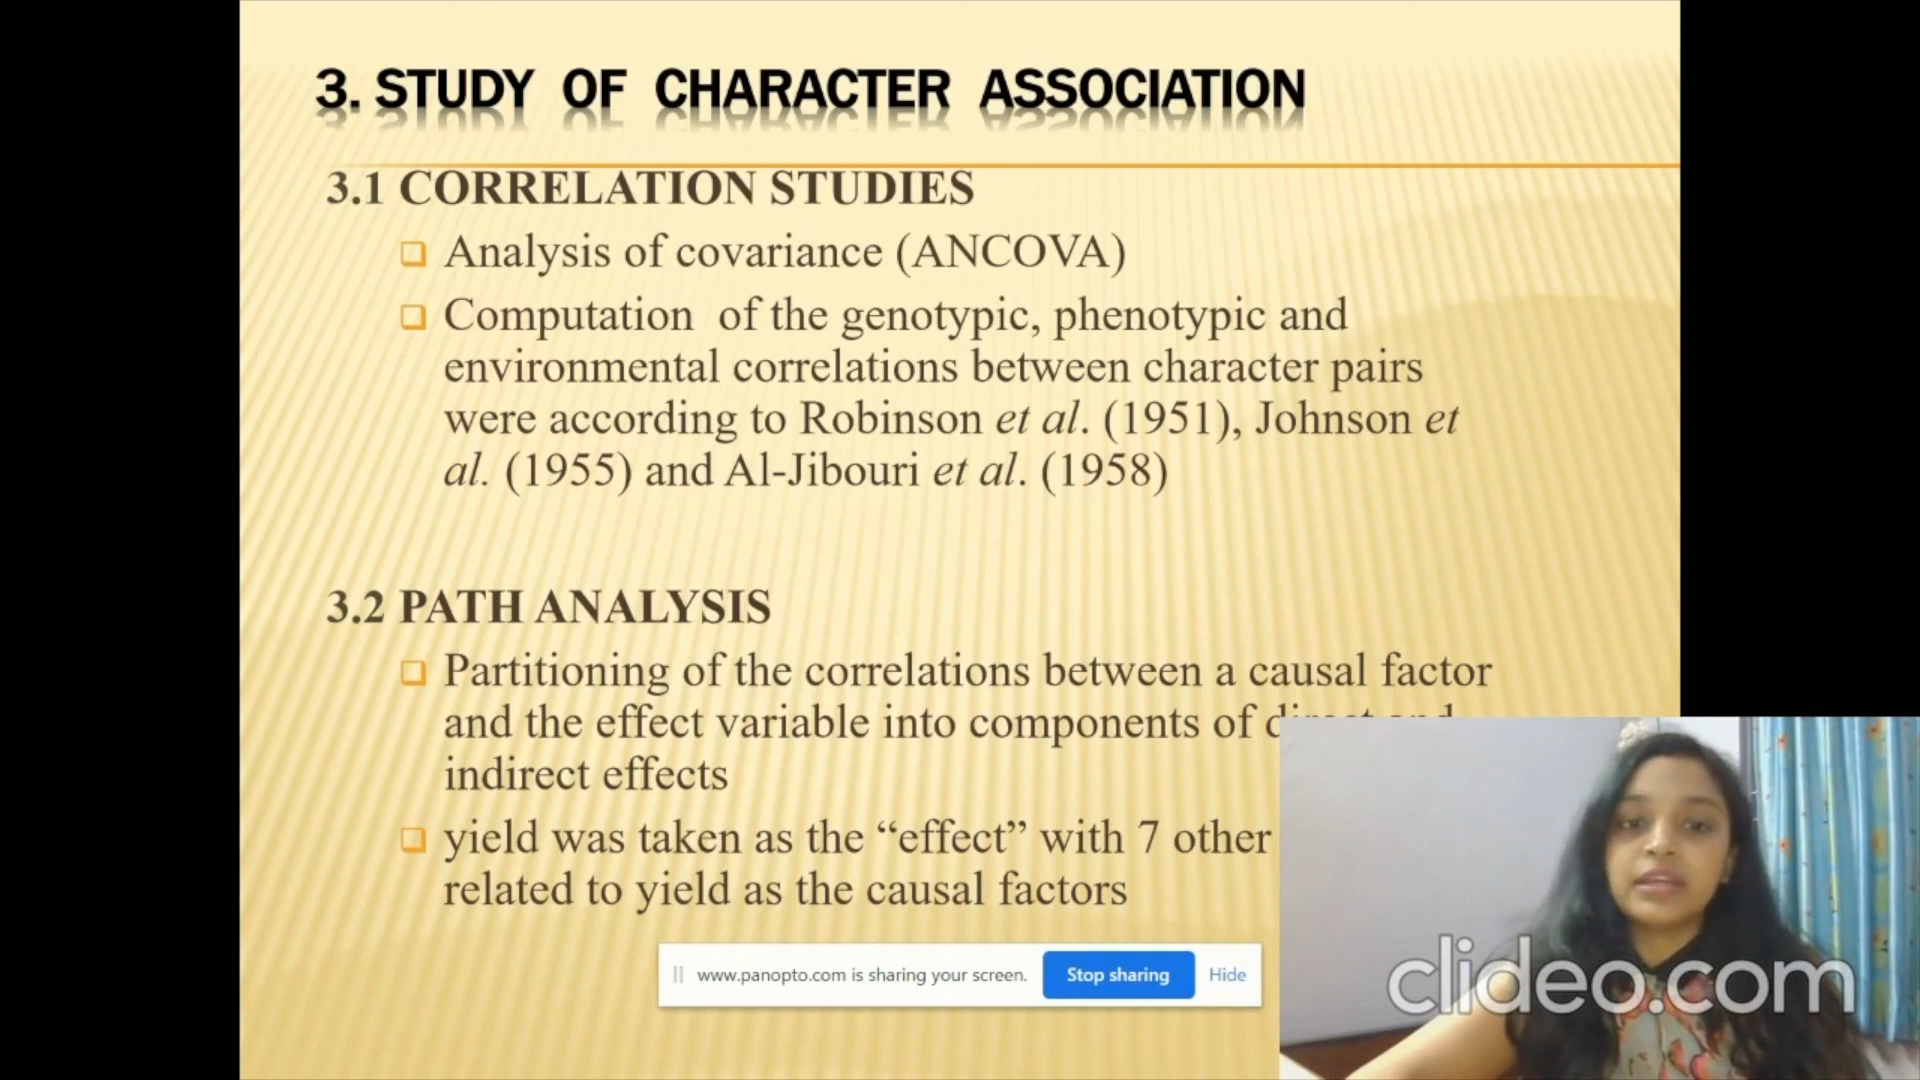 3. STUDY OF CHARACTER ASSOCIATION
3.1 CORRELATION STUDIES
Analysis of covariance (ANCOVA)
Computation of the genotypic, phenotypic and
environmental correlations between character pairs
were according to Robinson et al. (1951), Johnson et
al. (1955) and Al-Jibouri et al. (1958)
3.2 PATH ANALYSIS
Partitioning of the correlations between a causal factor
and the effect variable into components of direct and
indirect effects
yield was taken as the “effect” with 7 other
related to yield as the causal factors
www.panopto.com is sharing your screen.
Stop sharing
Hide
clideo.com